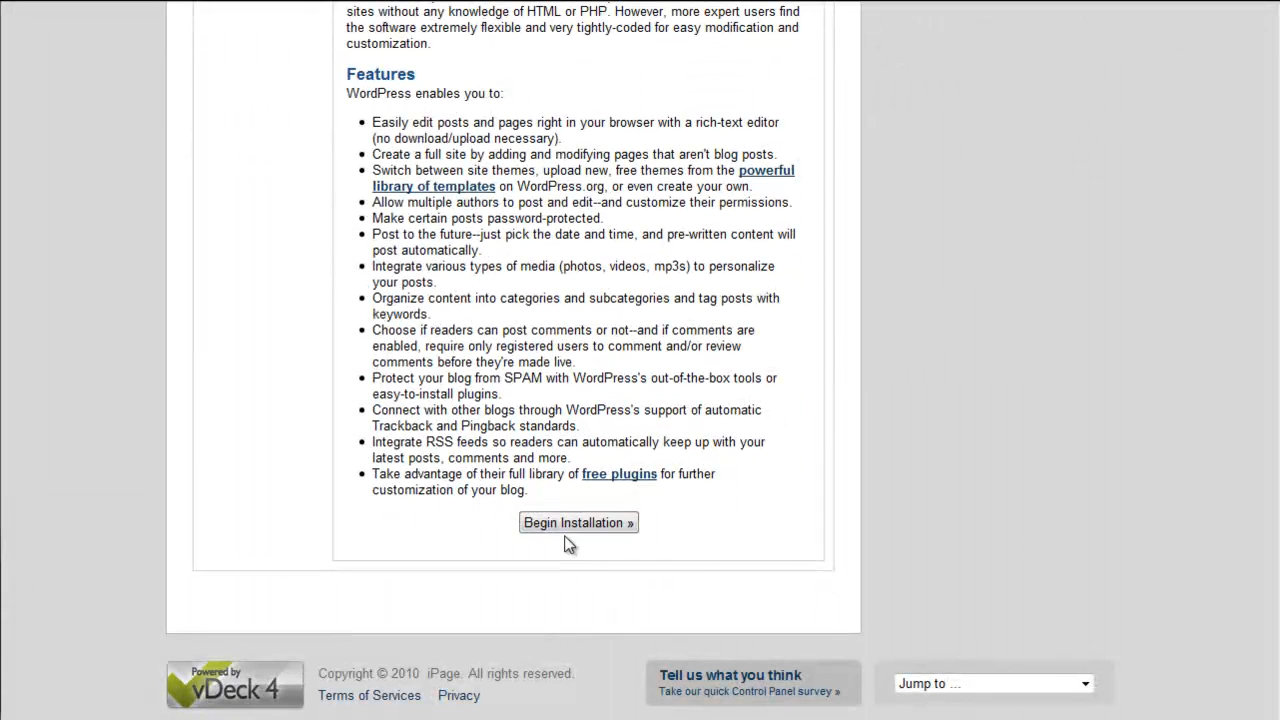 sites without any knowledge of HTML or PHP. However, more expert users find
the software extremely flexible and very tightly-coded for easy modification and
customization.
Features
WordPress enables you to:
• Easily edit posts and pages right in your browser with a rich-text editor
(no download/upload necessary).
• Create a full site by adding and modifying pages that aren't blog posts.
• Switch between site themes, upload new, free themes from the powerful
library of templates on WordPress.org, or even create your own.
• Allow multiple authors to post and edit--and customize their permissions.
• Make certain posts password-protected.
• Post to the future--just pick the date and time, and pre-written content will
post automatically.
• Integrate various types of media (photos, videos, mp3s) to personalize
your posts.
• Organize content into categories and subcategories and tag posts with
keywords.
• Choose if readers can post comments or not--and if comments are
enabled, require only registered users to comment and/or review
comments before they're made live.
• Protect your blog from SPAM with WordPress's out-of-the-box tools or
easy-to-install plugins.
• Connect with other blogs through WordPress's support of automatic
Trackback and Pingback standards.
• Integrate RSS feeds so readers can automatically keep up with your
latest posts, comments and more.
• Take advantage of their full library of free plugins for further
customization of your blog.
Begin Installation »
Powered by
vDeck 4
Copyright © 2010 iPage. All rights reserved.
Terms of Services Privacy
Tell us what you think
Take our quick Control Panel survey »
Jump to ...